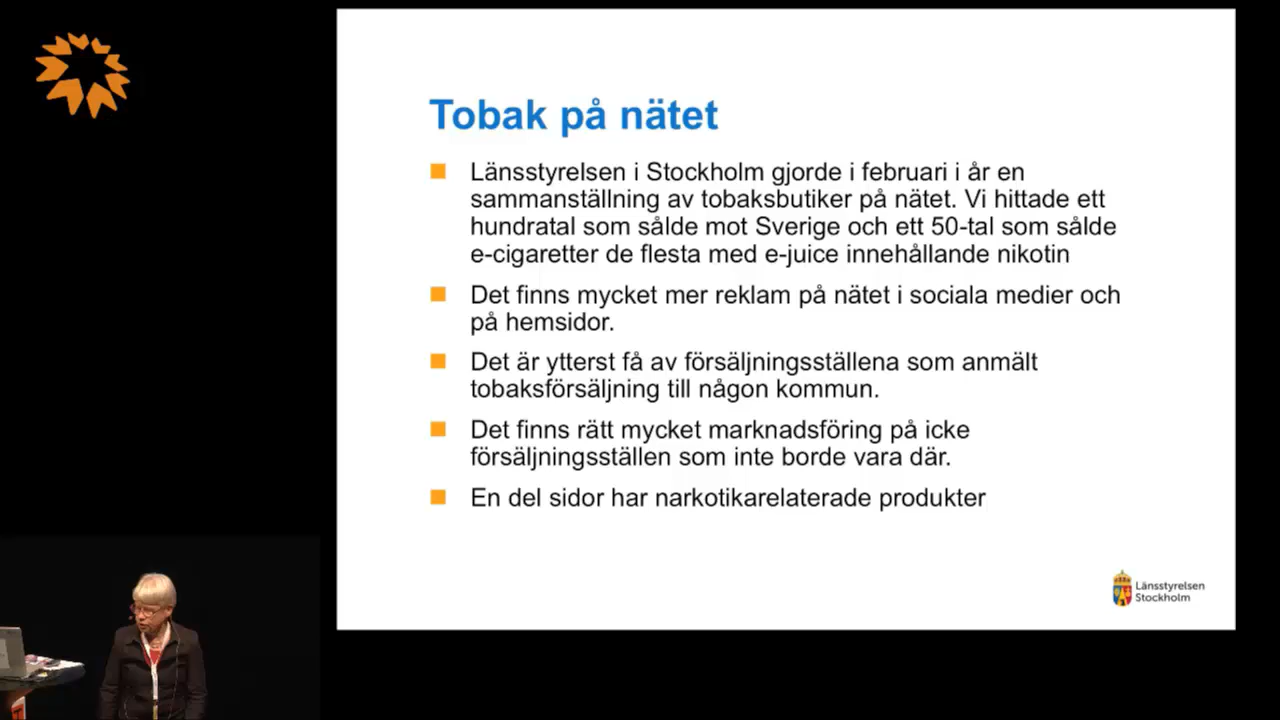 Tobak på nätet
Länsstyrelsen i Stockholm gjorde i februari i år en
sammanställning av tobaksbutiker på nätet. Vi hittade ett
hundratal som sålde mot Sverige och ett 50-tal som sålde
e-cigaretter de flesta med e-juice innehållande nikotin
Det finns mycket mer reklam på nätet i sociala medier och
på hemsidor.
Det är ytterst få av försäljningsställena som anmält
tobaksförsäljning till någon kommun.
Det finns rätt mycket marknadsföring på icke
försäljningsställen som inte borde vara där.
En del sidor har narkotikarelaterade produkter
Länsstyrelsen
Stockholm